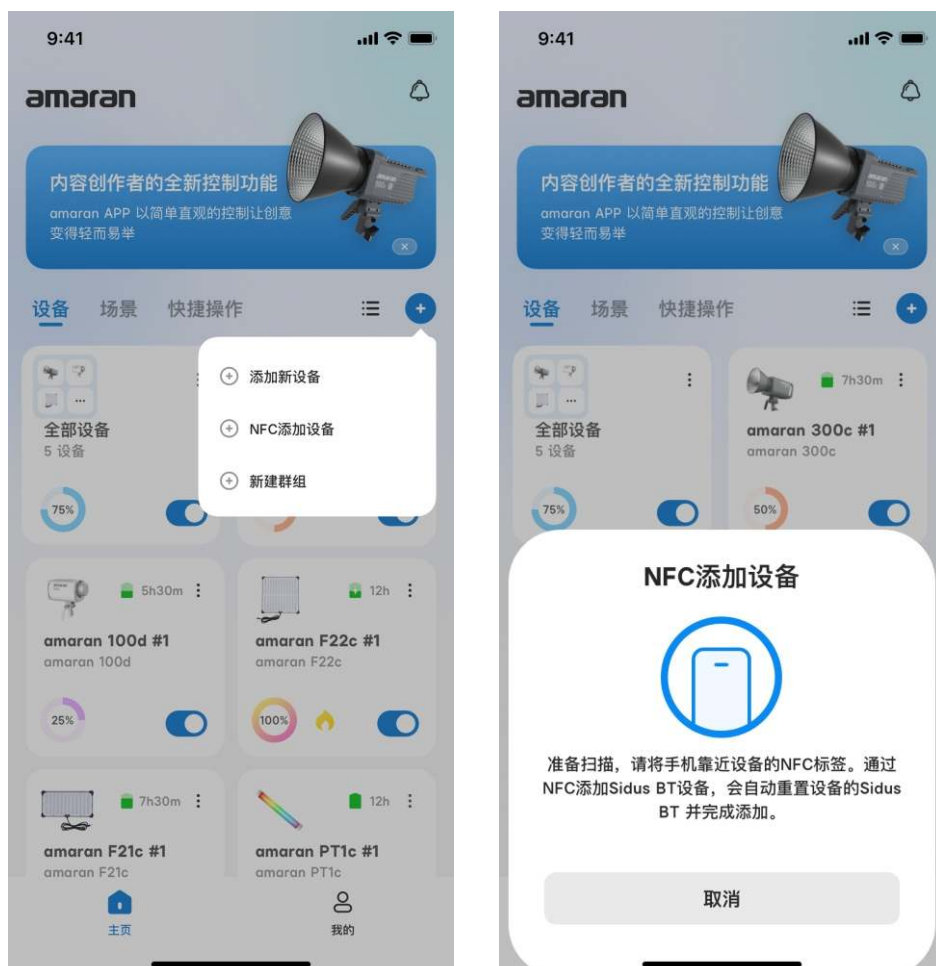 9:41
amaran
内容创作者的全新控制功能
amaran APP 以简单直观的控制让创意
变得轻而易举
设备 场景 快捷操作
添加新设备
NFC添加设备
新建群组
全部设备
5 设备
75%
5h30m
12h
amaran 100d #1
amaran F22c #1
amaran 100d
amaran F22c
25%
100%
7h30m
12h
amaran F21c #1
amaran PT1c #1
amaran F21c
amaran PT1c
主页
我的
9:41
amaran
内容创作者的全新控制功能
amaran APP 以简单直观的控制让创意
变得轻而易举
设备 场景 快捷操作
7h30m
全部设备
amaran 300c #1
5 设备
amaran 300c
75%
50%
NFC添加设备
准备扫描，请将手机靠近设备的NFC标签。通过
NFC添加Sidus BT设备，会自动重置设备的Sidus
BT 并完成添加。
取消